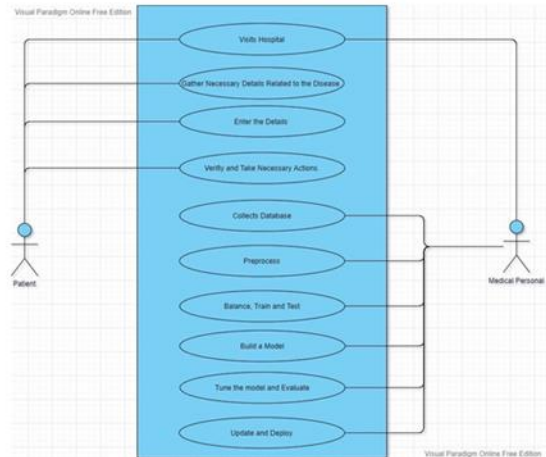 Visual Paradigm Online Free Edition
Visits Hospital
Gather Necessary Details Related to the Disease
Enter the Details
Verifiy and Take Necessary Actions
Collects Database
Patient
Medical Personal
Preprocess
Balance, Train and Test
Build a Model
Tune the model and Evaluate
Update and Deploy
Visual Paradigm Online Free Edition